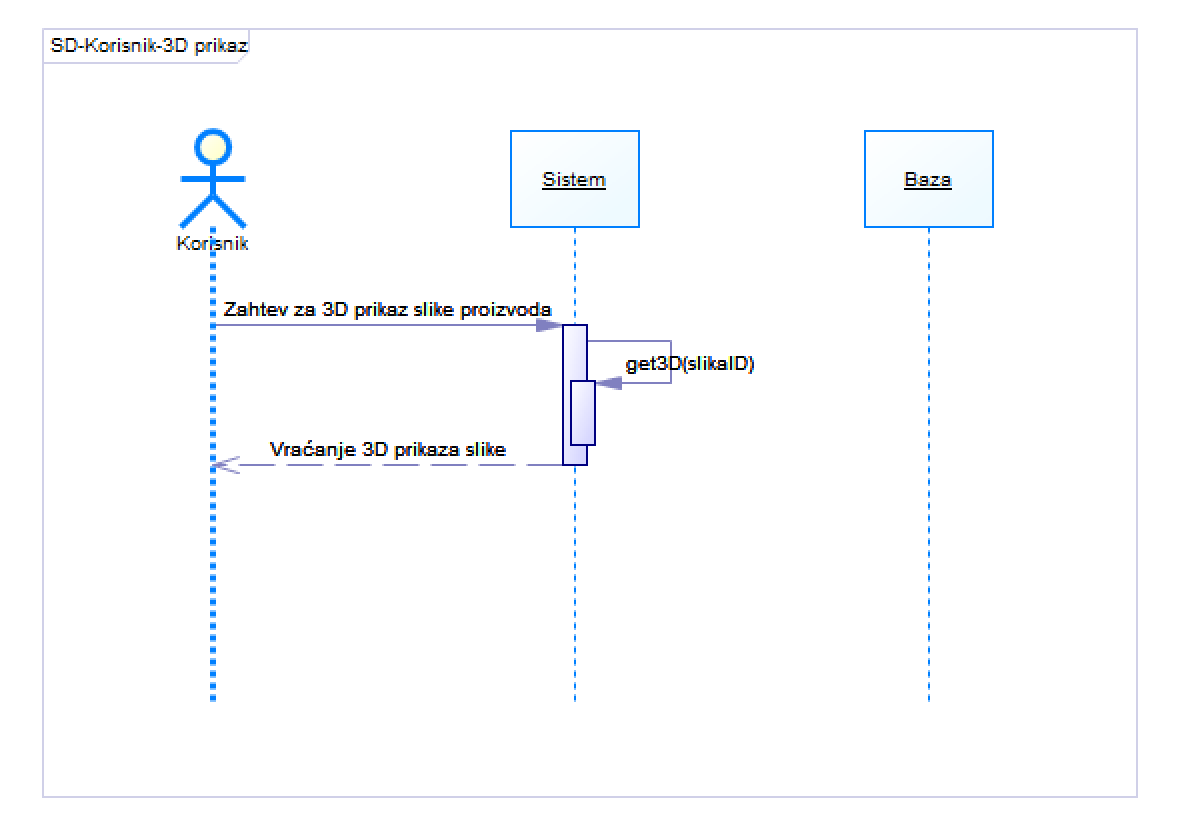 SD-Korisnik-3D prikaz
Korisnik
Sistem
Baza
Zahtev za 3D prikaz slike proizvoda
get3D(slikaID)
Vraćanje 3D prikaza slike